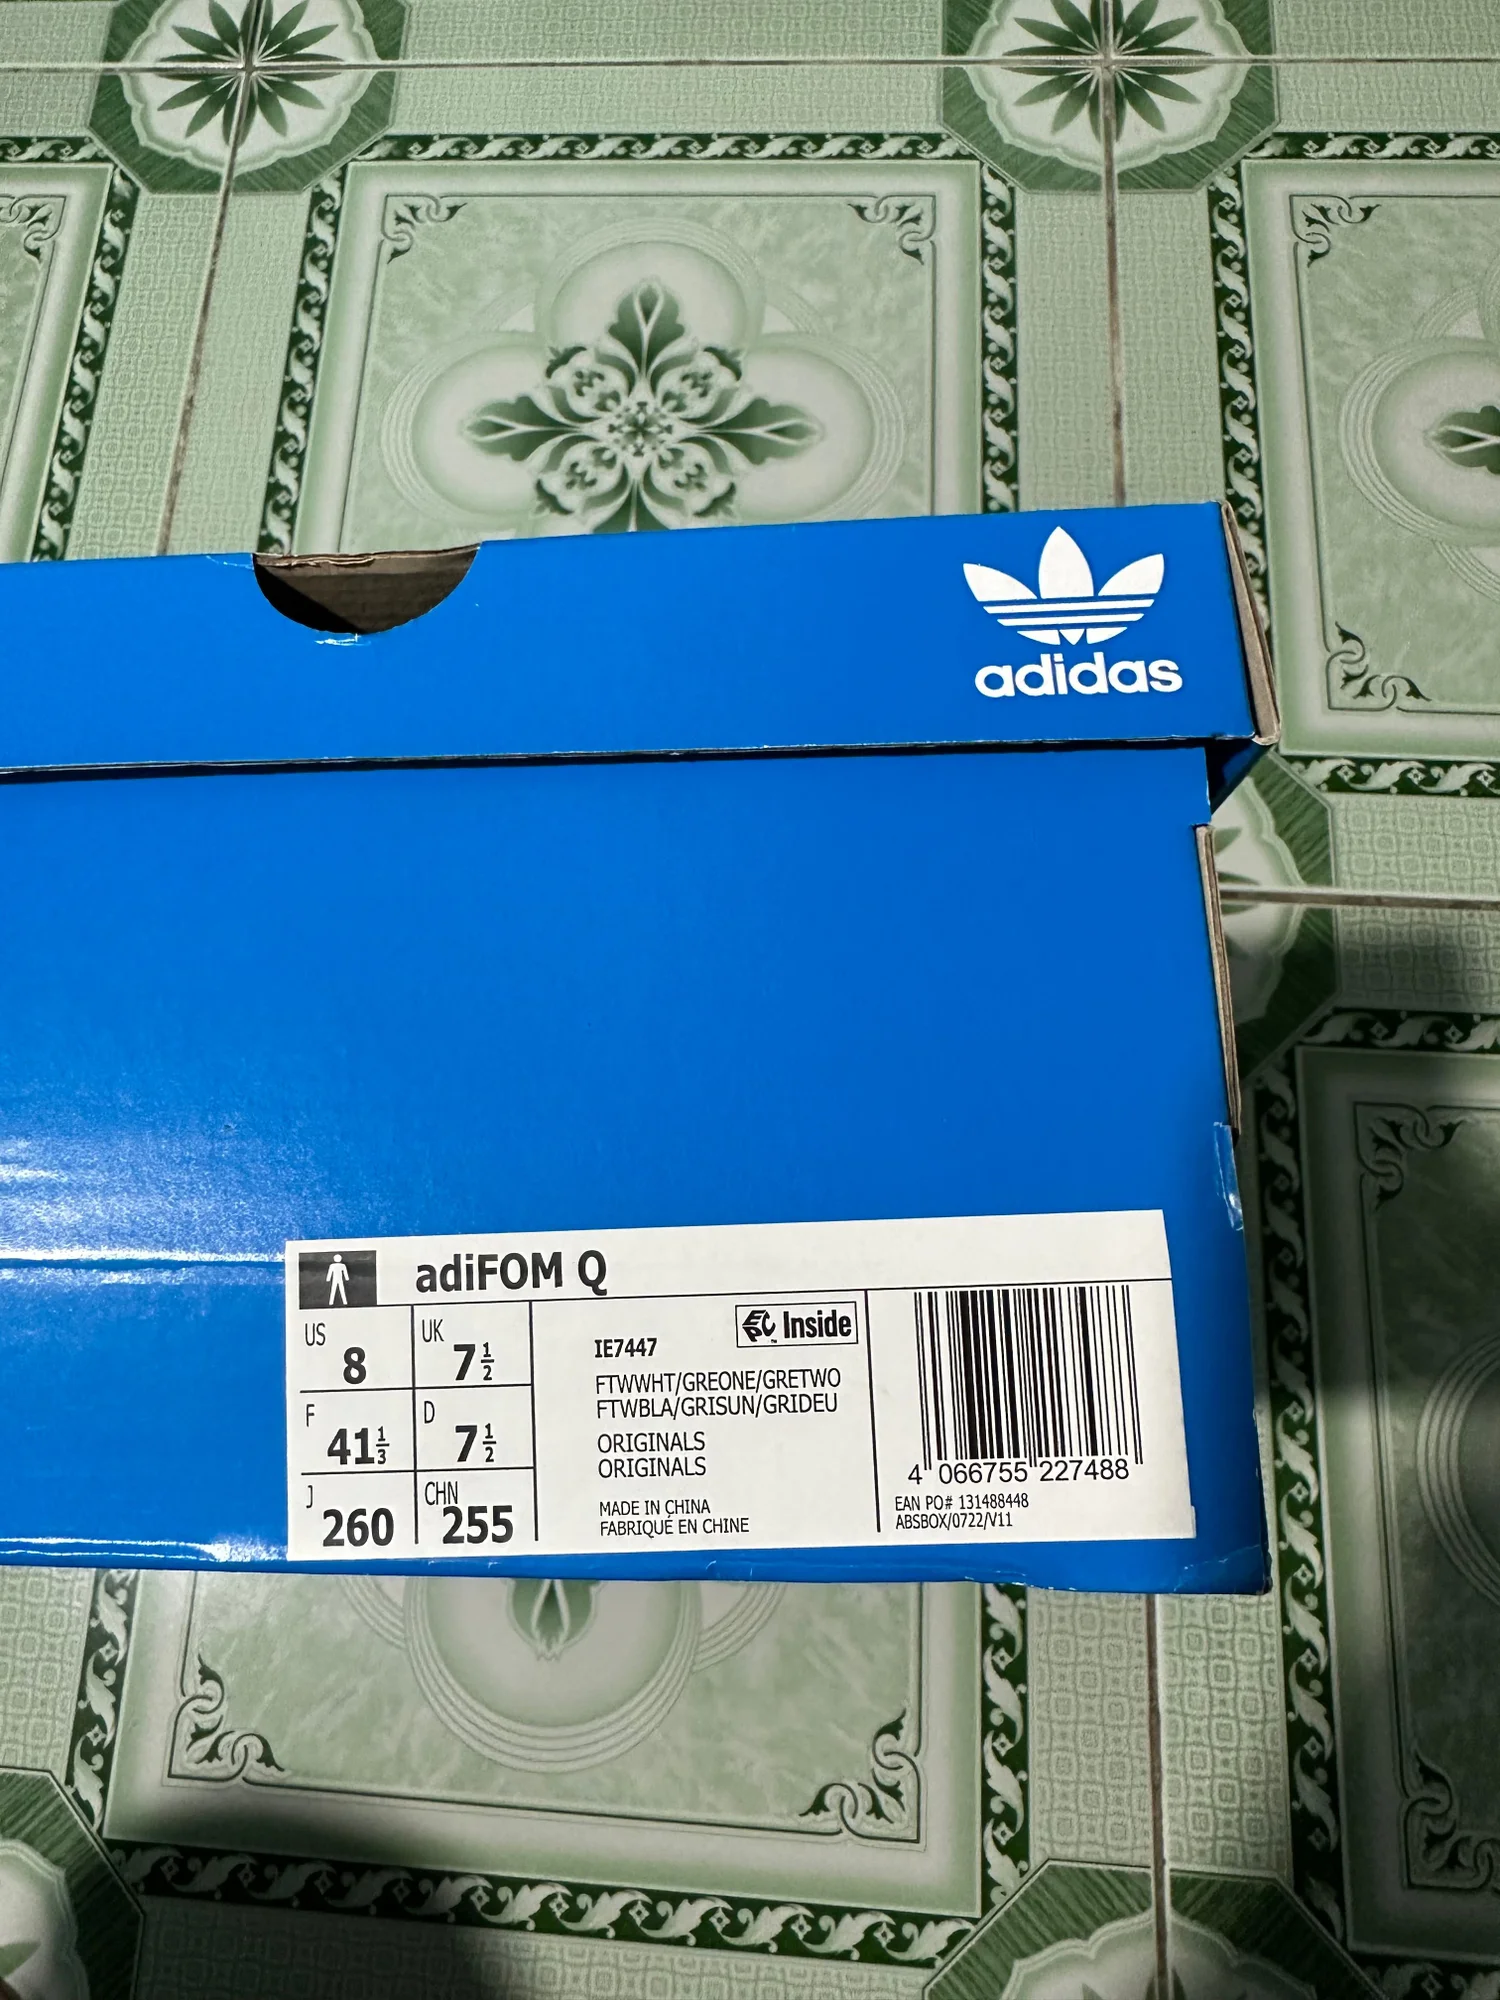 adidas
adiFOM Q
US 8 UK 7 1/2
F 41 1/3 D 7 1/2
J 260 CHN 255
EPC Inside
TM
IE7447
FTWWHT/GREONE/GRETWO
FTWBLA/GRISUN/GRIDEU
ORIGINALS
ORIGINALS
MADE IN CHINA
FABRIQUÉ EN CHINE
4 066755 227488
EAN PO# 131488448
ABSBOX/0722/V11